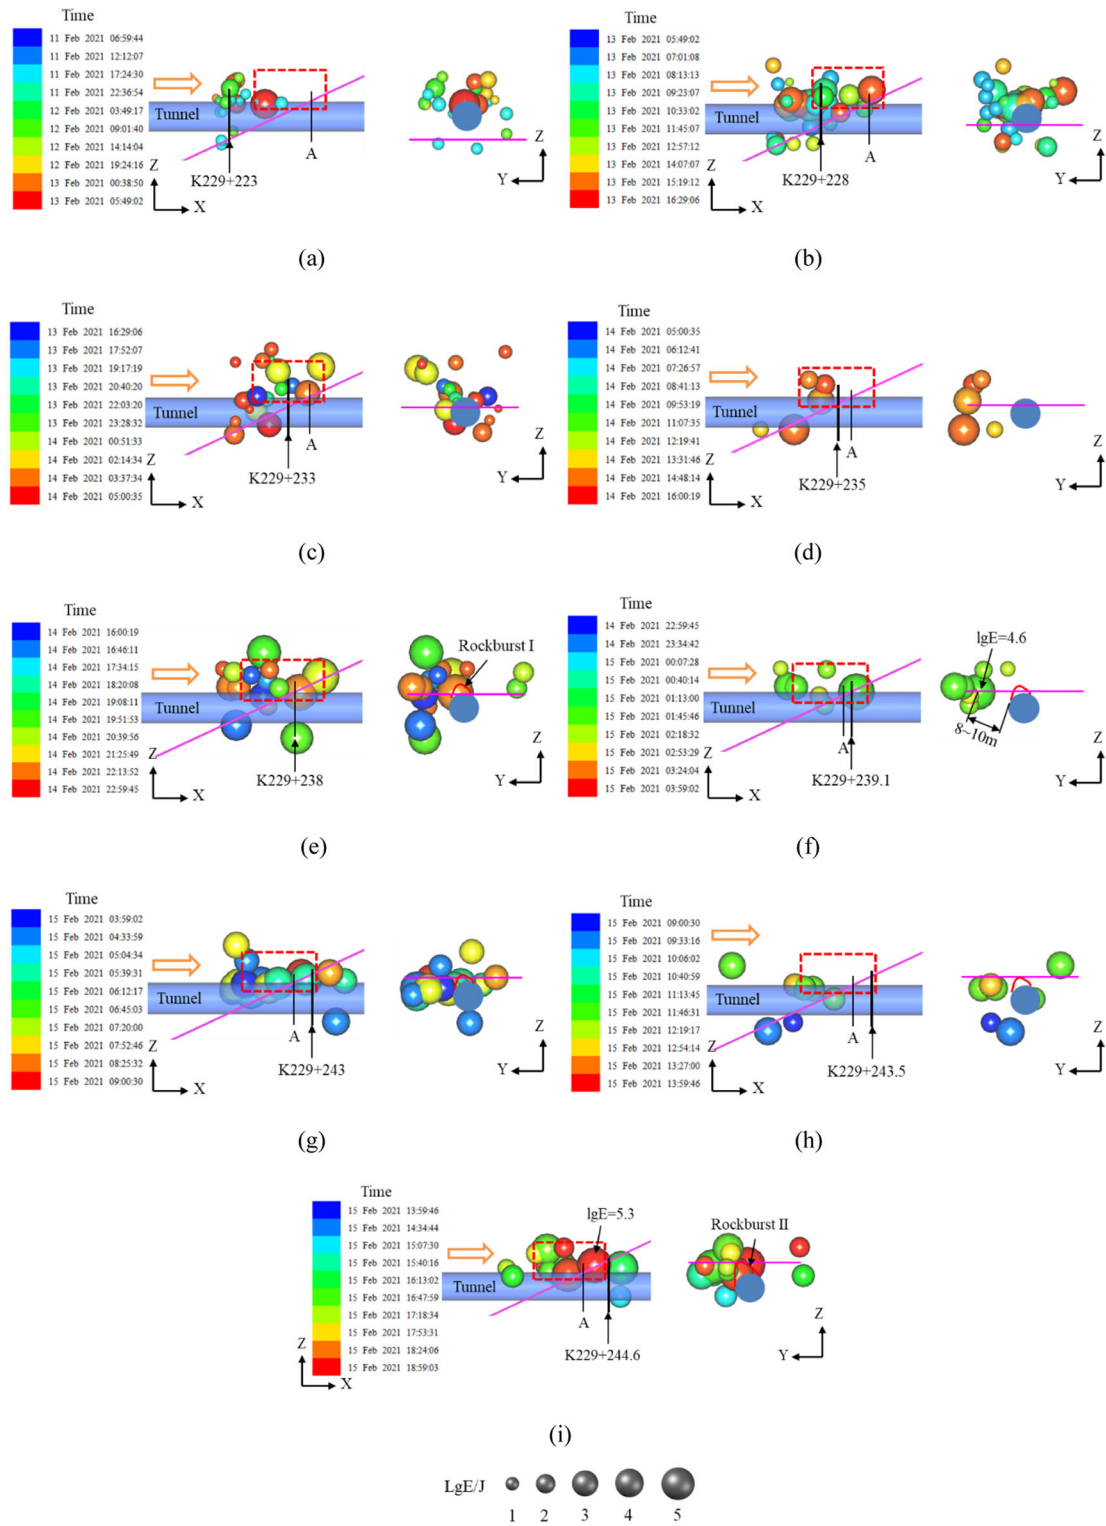 Time
11 Feb 2021 06:59:44
11 Feb 2021 12:12:07
11 Feb 2021 17:24:30
11 Feb 2021 22:36:54
12 Feb 2021 03:49:17
12 Feb 2021 09:01:40
12 Feb 2021 14:14:04
12 Feb 2021 19:24:16
13 Feb 2021 00:38:50
13 Feb 2021 05:49:02
Tunnel
A
K229+223
Z
X
Z
Y
(a)
Time
13 Feb 2021 05:49:02
13 Feb 2021 07:01:08
13 Feb 2021 08:13:13
13 Feb 2021 09:23:07
13 Feb 2021 10:33:02
13 Feb 2021 11:45:07
13 Feb 2021 12:57:12
13 Feb 2021 14:07:07
13 Feb 2021 15:19:12
13 Feb 2021 16:29:06
Tunnel
A
K229+228
Z
X
Z
Y
(b)
Time
13 Feb 2021 16:29:06
13 Feb 2021 17:52:07
13 Feb 2021 19:17:19
13 Feb 2021 20:40:20
13 Feb 2021 22:03:20
13 Feb 2021 23:28:32
14 Feb 2021 00:51:33
14 Feb 2021 02:14:34
14 Feb 2021 03:37:34
14 Feb 2021 05:00:35
Tunnel
A
K229+233
Z
X
Z
Y
(c)
Time
14 Feb 2021 05:00:35
14 Feb 2021 06:12:41
14 Feb 2021 07:26:57
14 Feb 2021 08:41:13
14 Feb 2021 09:53:19
14 Feb 2021 11:07:35
14 Feb 2021 12:19:41
14 Feb 2021 13:31:46
14 Feb 2021 14:48:14
14 Feb 2021 16:00:19
Tunnel
A
K229+235
Z
X
Z
Y
(d)
Time
14 Feb 2021 16:00:19
14 Feb 2021 16:46:11
14 Feb 2021 17:34:15
14 Feb 2021 18:20:08
14 Feb 2021 19:08:11
14 Feb 2021 19:51:53
14 Feb 2021 20:39:56
14 Feb 2021 21:25:49
14 Feb 2021 22:13:52
14 Feb 2021 22:59:45
Tunnel
K229+238
Rockburst I
Z
X
Z
Y
(e)
Time
14 Feb 2021 22:59:45
14 Feb 2021 23:34:42
15 Feb 2021 00:07:28
15 Feb 2021 00:40:14
15 Feb 2021 01:13:00
15 Feb 2021 01:45:46
15 Feb 2021 02:18:32
15 Feb 2021 02:53:29
15 Feb 2021 03:24:04
15 Feb 2021 03:59:02
Tunnel
A
K229+239.1
lgE=4.6
8~10m
Z
X
Z
Y
(f)
Time
15 Feb 2021 03:59:02
15 Feb 2021 04:33:59
15 Feb 2021 05:04:34
15 Feb 2021 05:39:31
15 Feb 2021 06:12:17
15 Feb 2021 06:45:03
15 Feb 2021 07:20:00
15 Feb 2021 07:52:46
15 Feb 2021 08:25:32
15 Feb 2021 09:00:30
Tunnel
A
K229+243
Z
X
Z
Y
(g)
Time
15 Feb 2021 09:00:30
15 Feb 2021 09:33:16
15 Feb 2021 10:06:02
15 Feb 2021 10:40:59
15 Feb 2021 11:13:45
15 Feb 2021 11:46:31
15 Feb 2021 12:19:17
15 Feb 2021 12:54:14
15 Feb 2021 13:27:00
15 Feb 2021 13:59:46
Tunnel
A
K229+243.5
Z
X
Z
Y
(h)
Time
15 Feb 2021 13:59:46
15 Feb 2021 14:34:44
15 Feb 2021 15:07:30
15 Feb 2021 15:40:16
15 Feb 2021 16:13:02
15 Feb 2021 16:47:59
15 Feb 2021 17:18:34
15 Feb 2021 17:53:31
15 Feb 2021 18:24:06
15 Feb 2021 18:59:03
Tunnel
lgE=5.3
A
K229+244.6
Rockburst II
Z
X
Z
Y
(i)
LgE/J
1 2 3 4 5